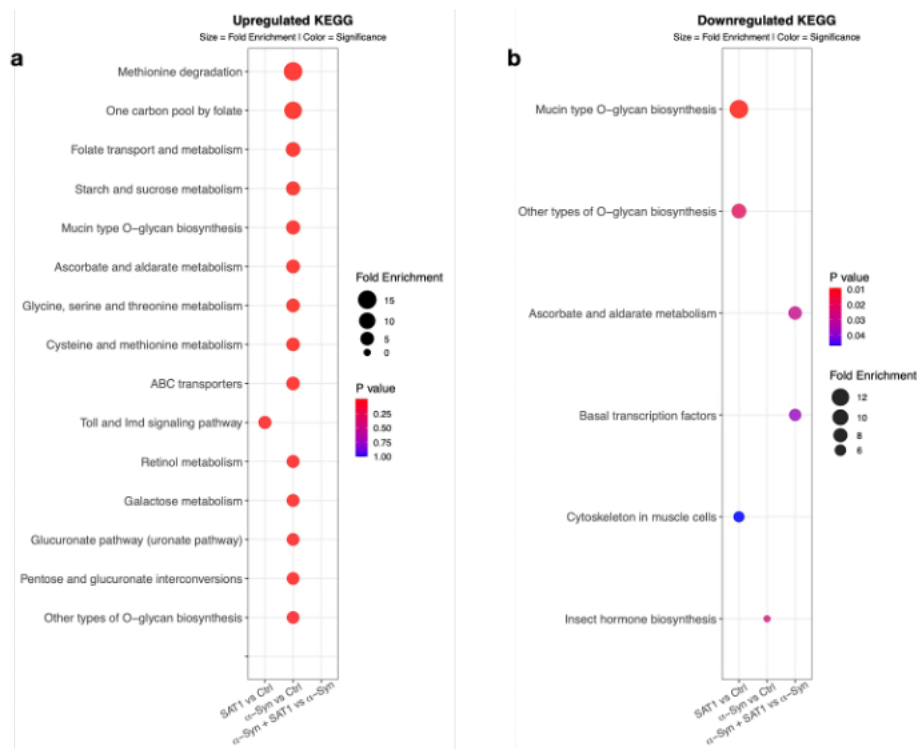 Upregulated KEGG
Size = Fold Enrichment I Color = Significance
a
Methionine degradation
One carbon pool by folate
Folate transport and metabolism
Starch and sucrose metabolism
Mucin type O−glycan biosynthesis
Ascorbate and aldarate metabolism
Glycine, serine and threonine metabolism
Cysteine and methionine metabolism
ABC transporters
Toll and Imd signaling pathway
Retinol metabolism
Galactose metabolism
Glucuronate pathway (uronate pathway)
Pentose and glucuronate interconversions
Other types of O−glycan biosynthesis
SAT1 vs Ctrl
α−Syn vs Ctrl
α−Syn + SAT1 vs α−Syn
Fold Enrichment
15
10
5
0
P value
0.25
0.50
0.75
1.00
Downregulated KEGG
Size = Fold Enrichment I Color = Significance
b
Mucin type O−glycan biosynthesis
Other types of O−glycan biosynthesis
Ascorbate and aldarate metabolism
Basal transcription factors
Cytoskeleton in muscle cells
Insect hormone biosynthesis
SAT1 vs Ctrl
α−Syn vs Ctrl
α−Syn + SAT1 vs α−Syn
P value
0.01
0.02
0.03
0.04
Fold Enrichment
12
10
8
6